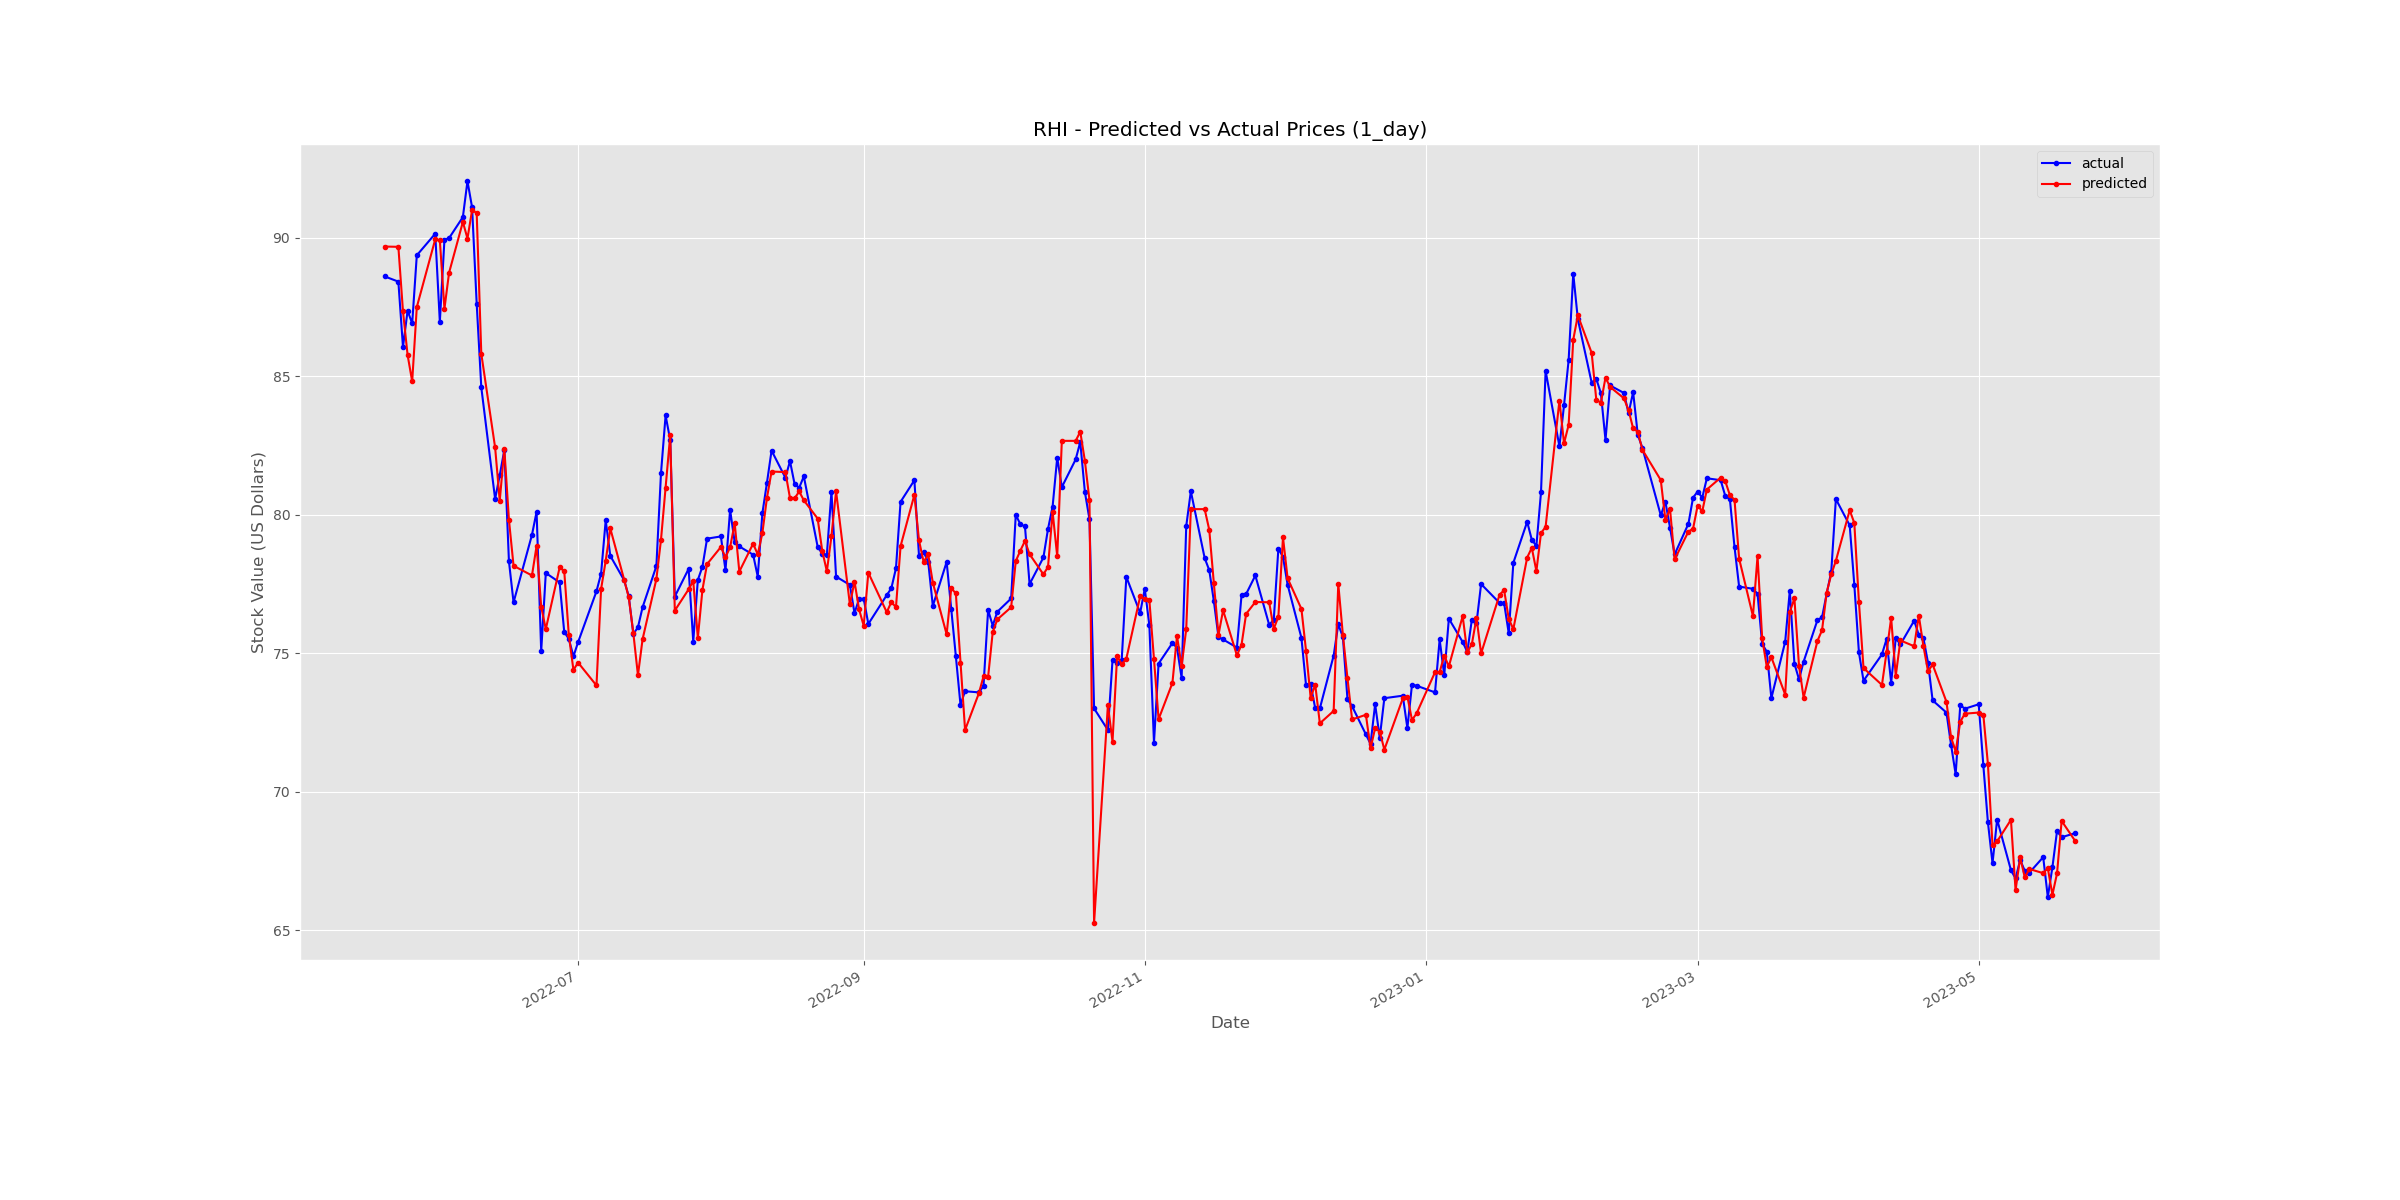 RHI - Predicted vs Actual Prices (1_day)
actual
predicted
90
85
80
75
70
65
Stock Value (US Dollars)
2022-07
2022-09
2022-11
2023-01
2023-03
2023-05
Date